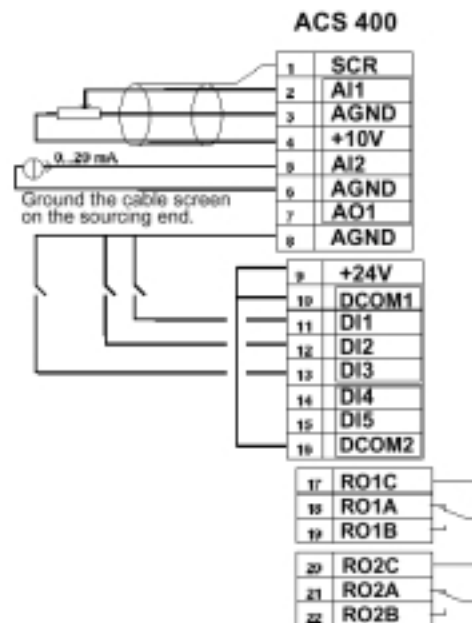 ACS 400
1 SCR
2 AI1
3 AGND
4 +10V
0...20 mA
5 AI2
6 AGND
Ground the cable screen
on the sourcing end.
7 AO1
8 AGND
9 +24V
10 DCOM1
11 DI1
12 DI2
13 DI3
14 DI4
15 DI5
16 DCOM2
17 RO1C
18 RO1A
19 RO1B
20 RO2C
21 RO2A
22 RO2B